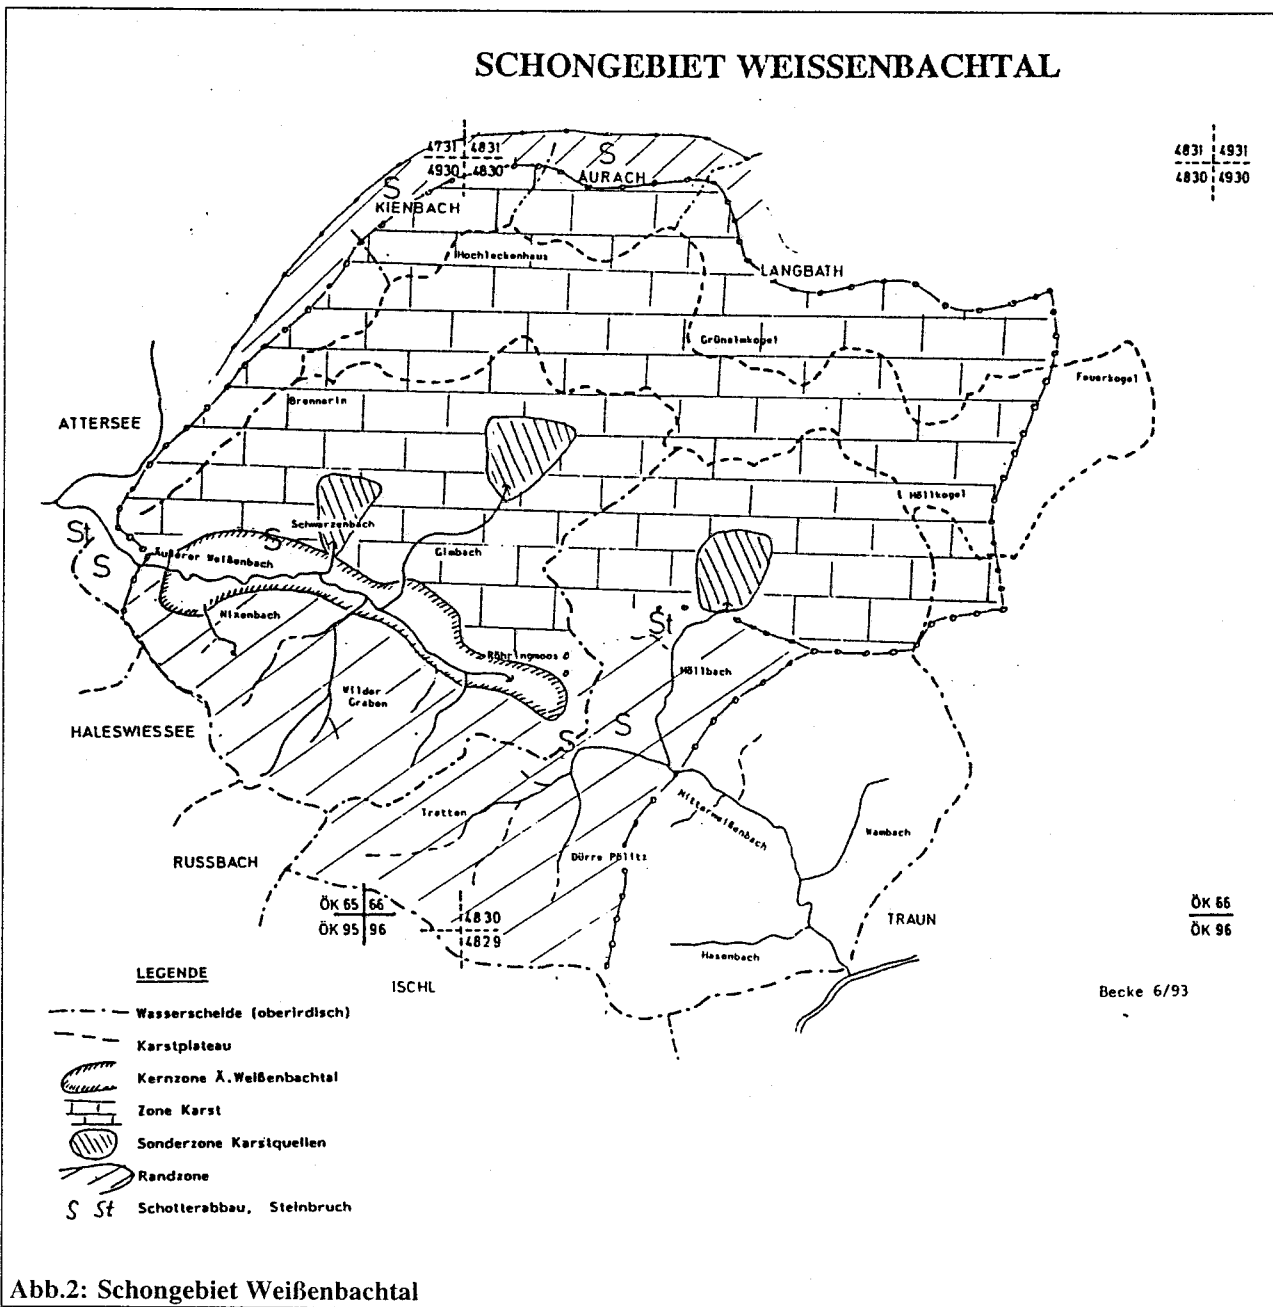 SCHONGEBIET WEISSENBACHTAL
4731 4831
4930 4830
4831 4931
4830 4930
S
AURACH
S
KIENBACH
Hochleckenhaus
LANGBATH
Grünalmkogel
Feuerkogel
Brennerin
ATTERSEE
Höllkogel
Schwarzenbach
St
S
S
Gimbach
Äußerer Weißenbach
Nixenbach
St
Röhringmoos
Höllbach
Wilder
Graben
HALESWIESSEE
S
S
Tretten
Mitterweißenbach
Wambach
RUSSBACH
Dürre Pölitz
ÖK 65 66
ÖK 95 96
4830
4829
TRAUN
ÖK 66
ÖK 96
Hasenbach
ISCHL
Becke 6/93
LEGENDE
Wasserscheide (oberirdisch)
Karstplateau
Kernzone Ä.Weißenbachtal
Zone Karst
Sonderzone Karstquellen
Randzone
S St Schotterabbau, Steinbruch
Abb.2: Schongebiet Weißenbachtal